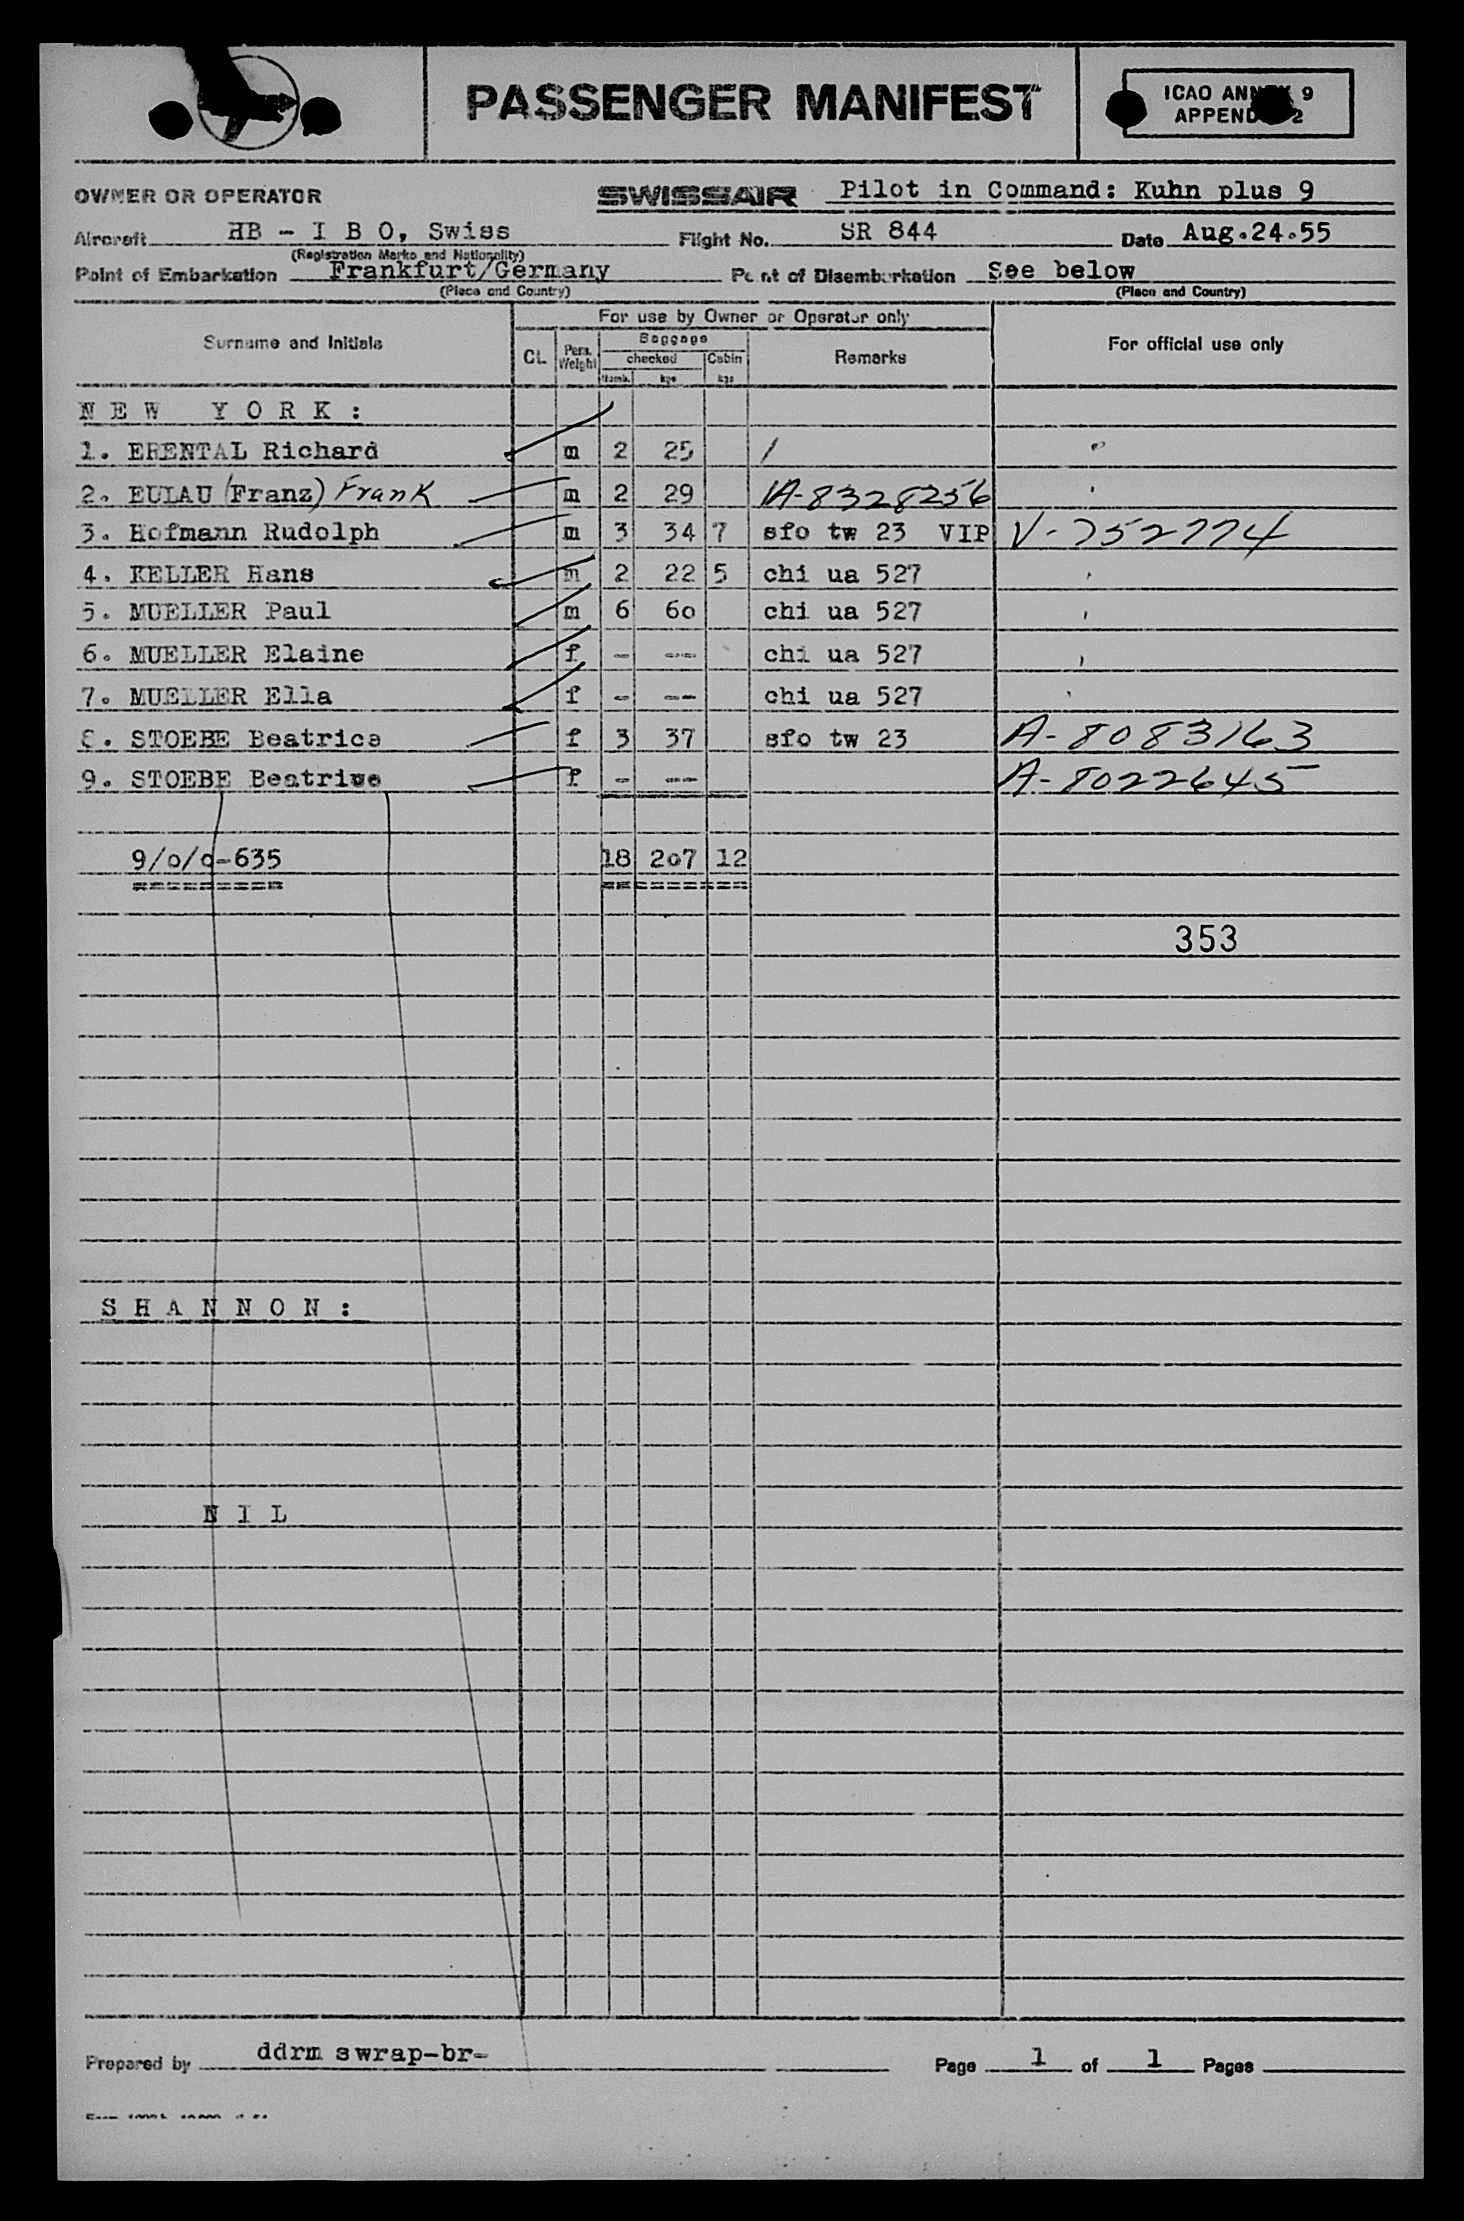 PASSENGER MANIFEST
ICAO ANNEX 9
APPENDIX 2
OWNER OR OPERATOR SWISSAIR Pilot in Command: Kuhn plus 9
Aircraft HB - I B O, Swiss Flight No. SR 844 Date Aug.24.55
(Registration Marks and Nationality)
Point of Embarkation Frankfurt/Germany Point of Disembarkation See below
(Place and Country) (Place and Country)
For use by Owner or Operator only
Surname and Initials CL Pers. Weight Baggage Remarks For official use only
checked Cabin
Numb. kgs kgs
N E W Y O R K :
1. ERENTAL Richard m 2 25 /
2. EULAU (Franz) Frank m 2 29 A-8328256
3. Hofmann Rudolph m 3 34 7 sfo tw 23 VIP V-752774
4. KELLER Hans m 2 22 5 chi ua 527
5. MUELLER Paul m 6 6o chi ua 527
6. MUELLER Elaine f - -- chi ua 527
7. MUELLER Ella f - -- chi ua 527
8. STOEBE Beatrice f 3 37 sfo tw 23 A-8083163
9. STOEBE Beatrice f - -- A-8022645
9/o/o-635 18 2o7 12
========= == ==== ==
353
S H A N N O N :
N I L
Prepared by ddrm swrap-br- Page 1 of 1 Pages